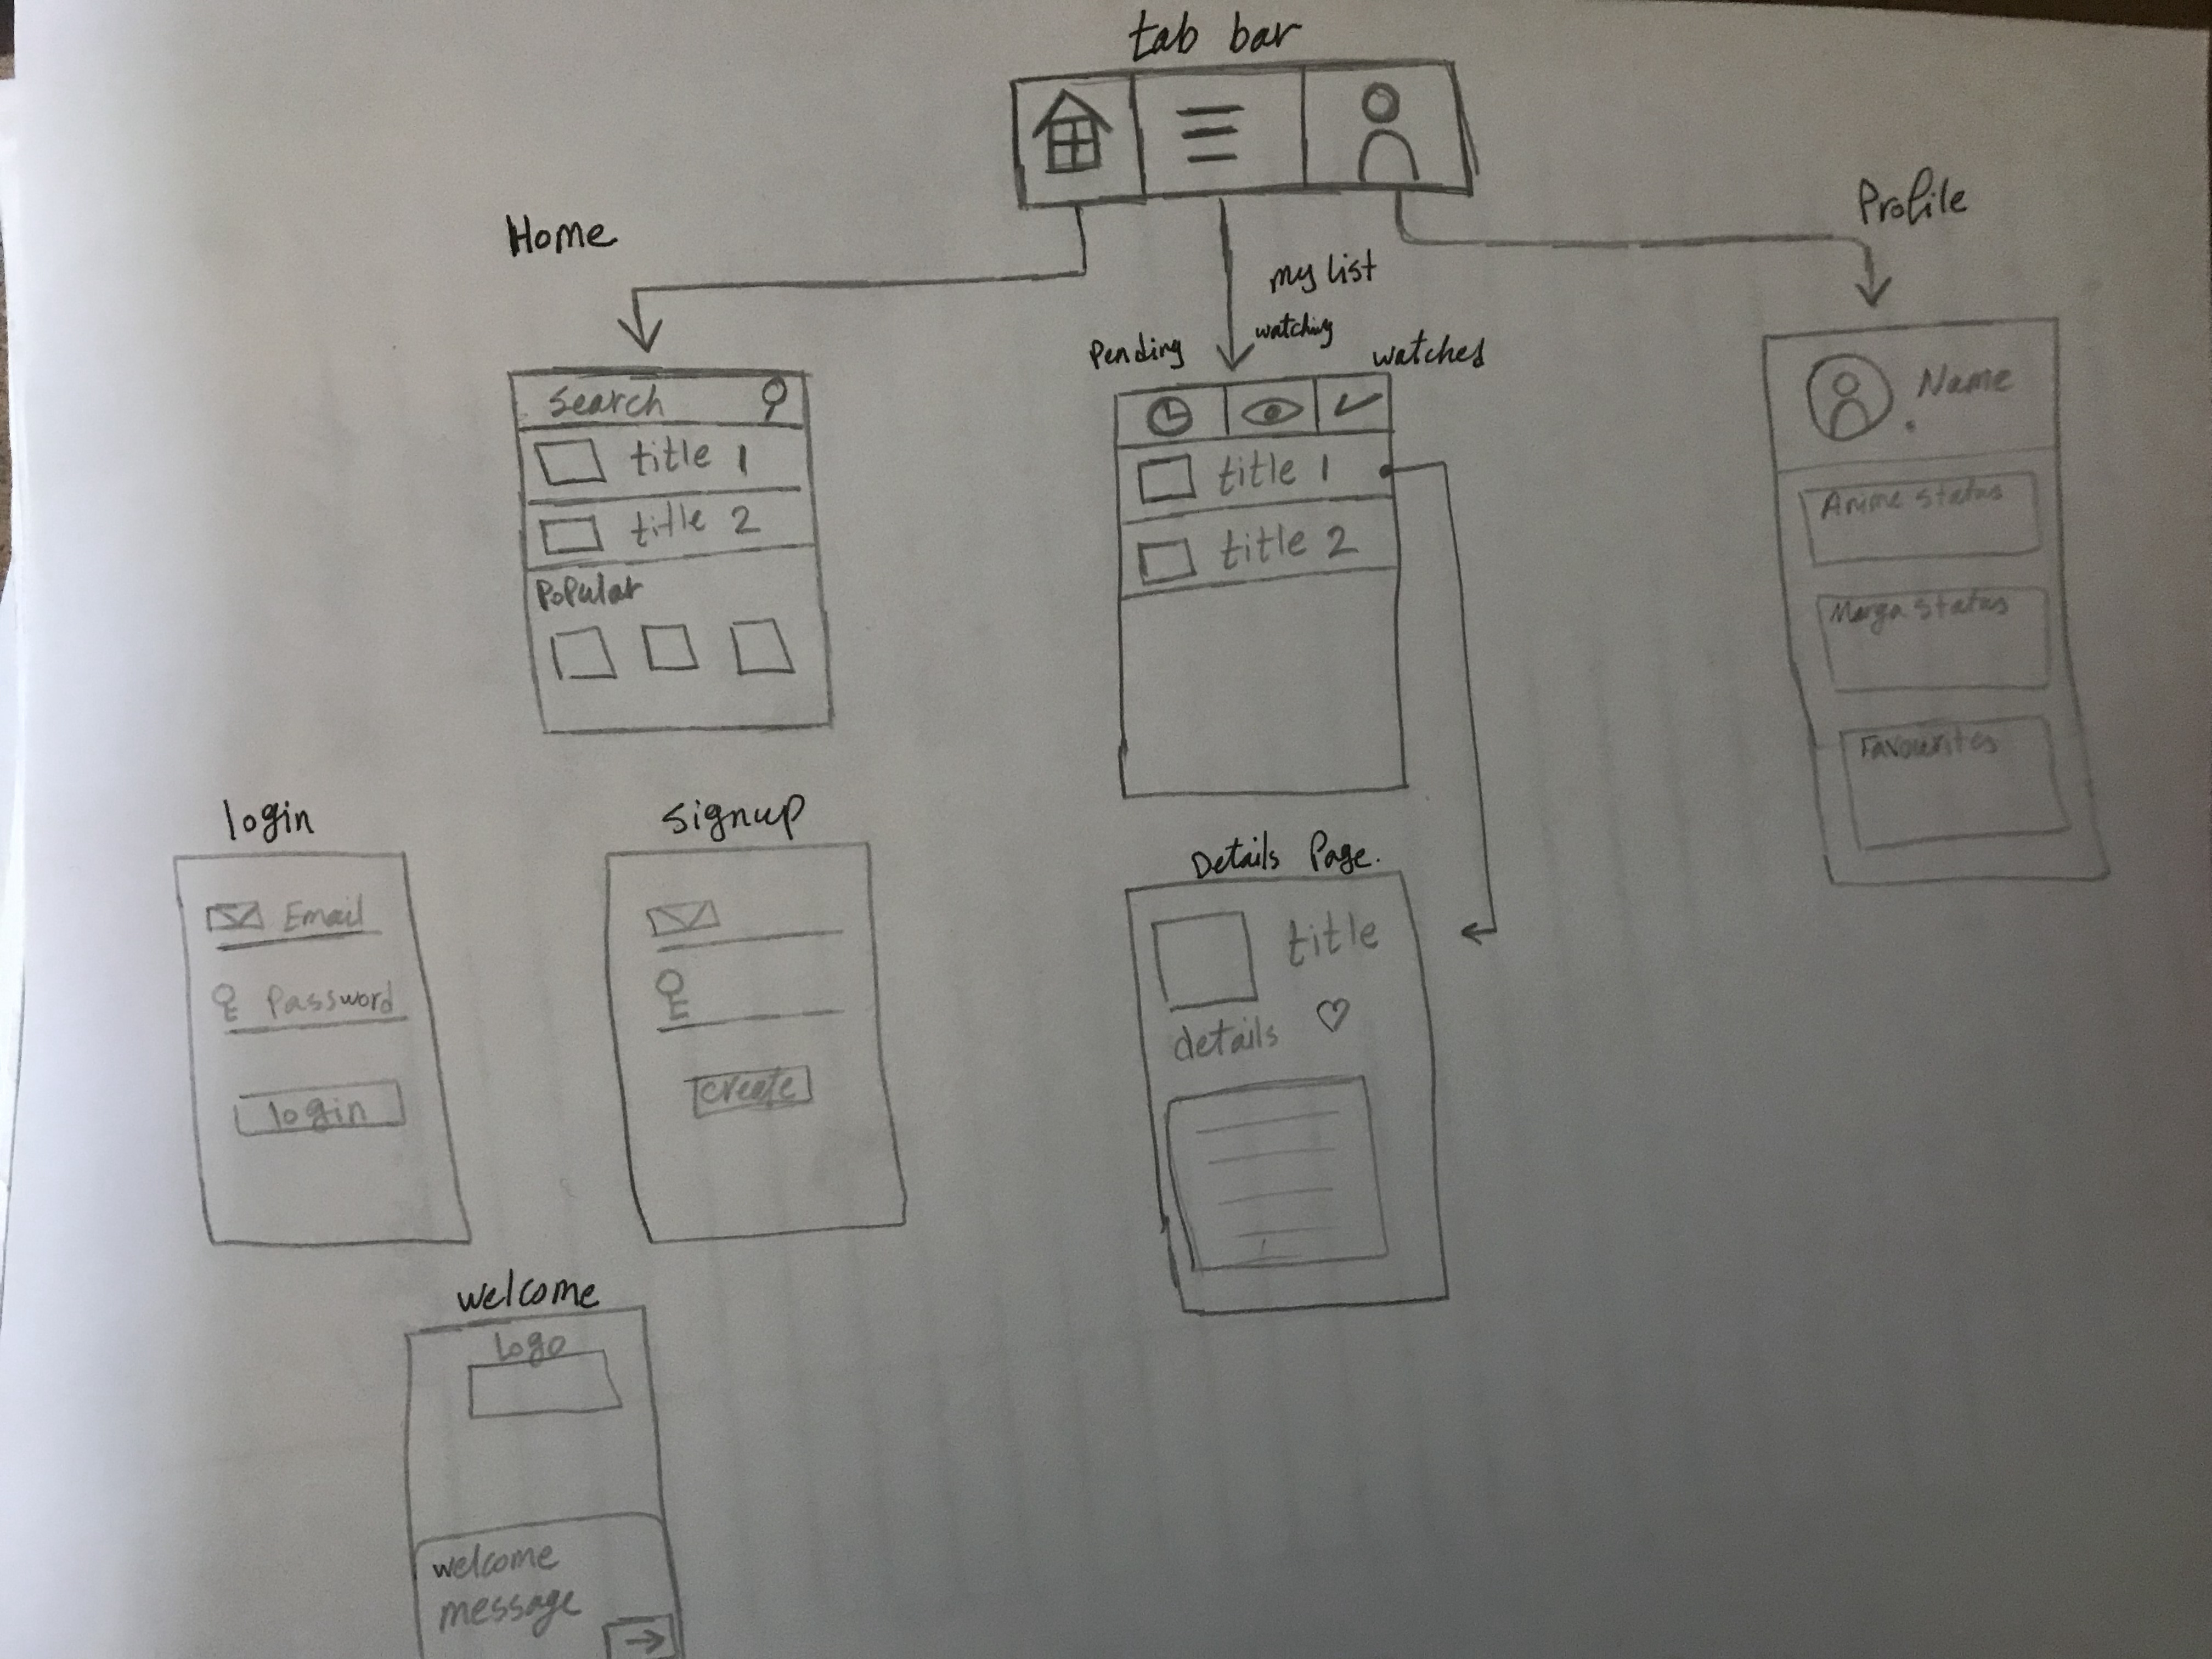 tab bar
Home
my list
Profile
Pending
watching
watched
Search
title 1
title 2
Popular
title 1
title 2
Name
Anime status
Manga status
Favourites
login
Email
Password
login
signup
create
Details Page.
title
details
welcome
Logo
welcome
message